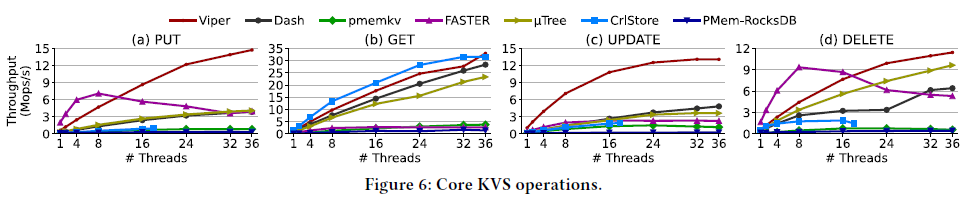 Viper Dash pmemkv FASTER μTree CrlStore PMem-RocksDB
(a) PUT (b) GET (c) UPDATE (d) DELETE
Throughput
(Mops/s)
15
12
9
6
3
0
1 4 8 16 24 32 36
# Threads
35
30
25
20
15
10
5
0
1 4 8 16 24 32 36
# Threads
15
12
9
6
3
0
1 4 8 16 24 32 36
# Threads
12
9
6
3
0
1 4 8 16 24 32 36
# Threads
Figure 6: Core KVS operations.